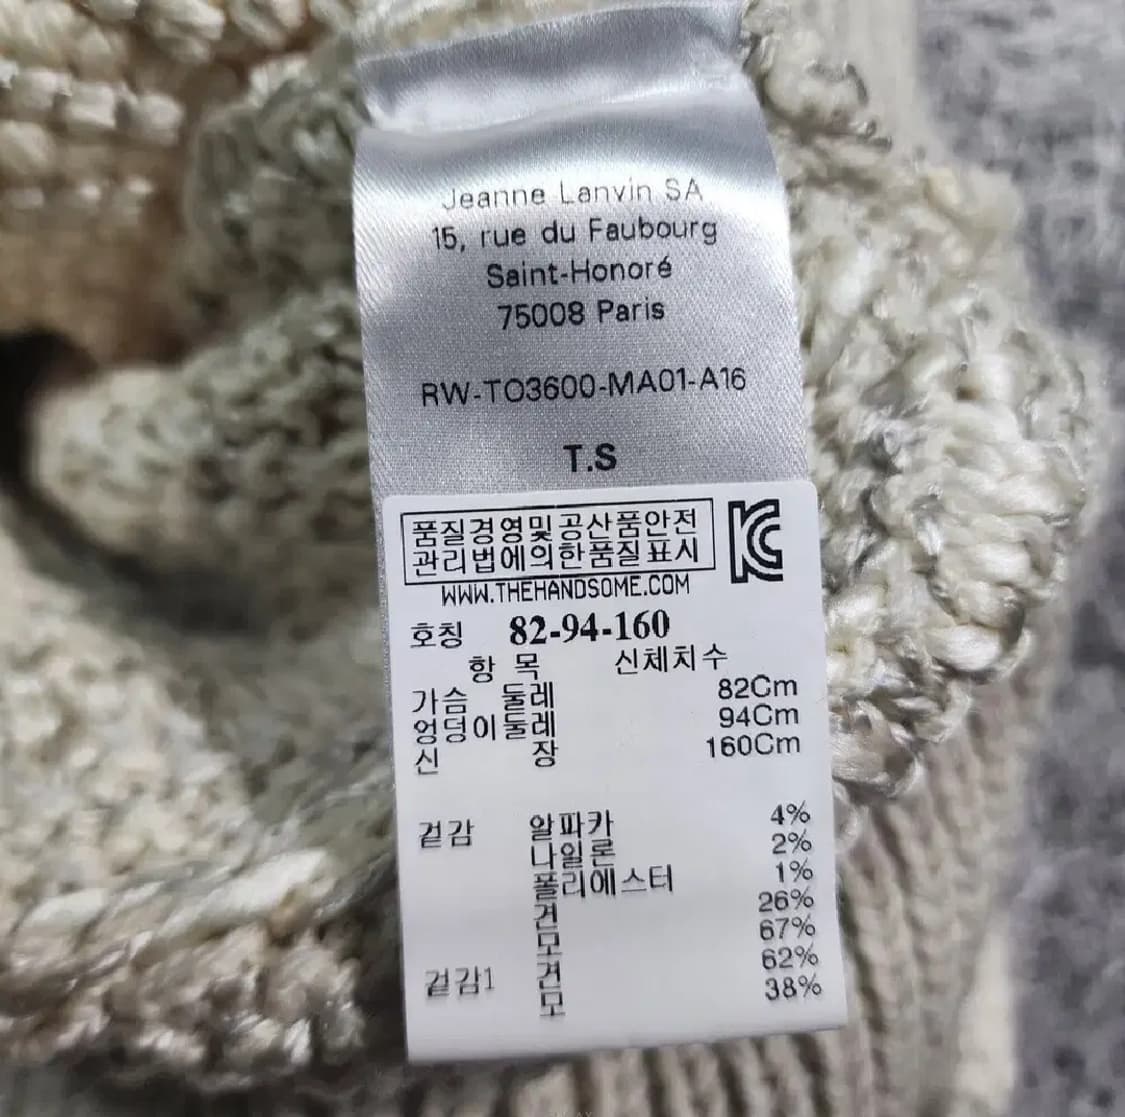 Jeanne Lanvin SA
15, rue du Faubourg
Saint-Honoré
75008 Paris
RW-TO3600-MA01-A16
T.S
품질경영및공산품안전
관리법에의한품질표시
WWW.THEHANDSOME.COM
호칭 82-94-160
항 목 신체치수
가슴 둘레 82Cm
엉덩이둘레 94Cm
신 장 160Cm
겉감 알파카 4%
나일론 2%
폴리에스터 1%
견 26%
모 67%
겉감1 견 62%
모 38%